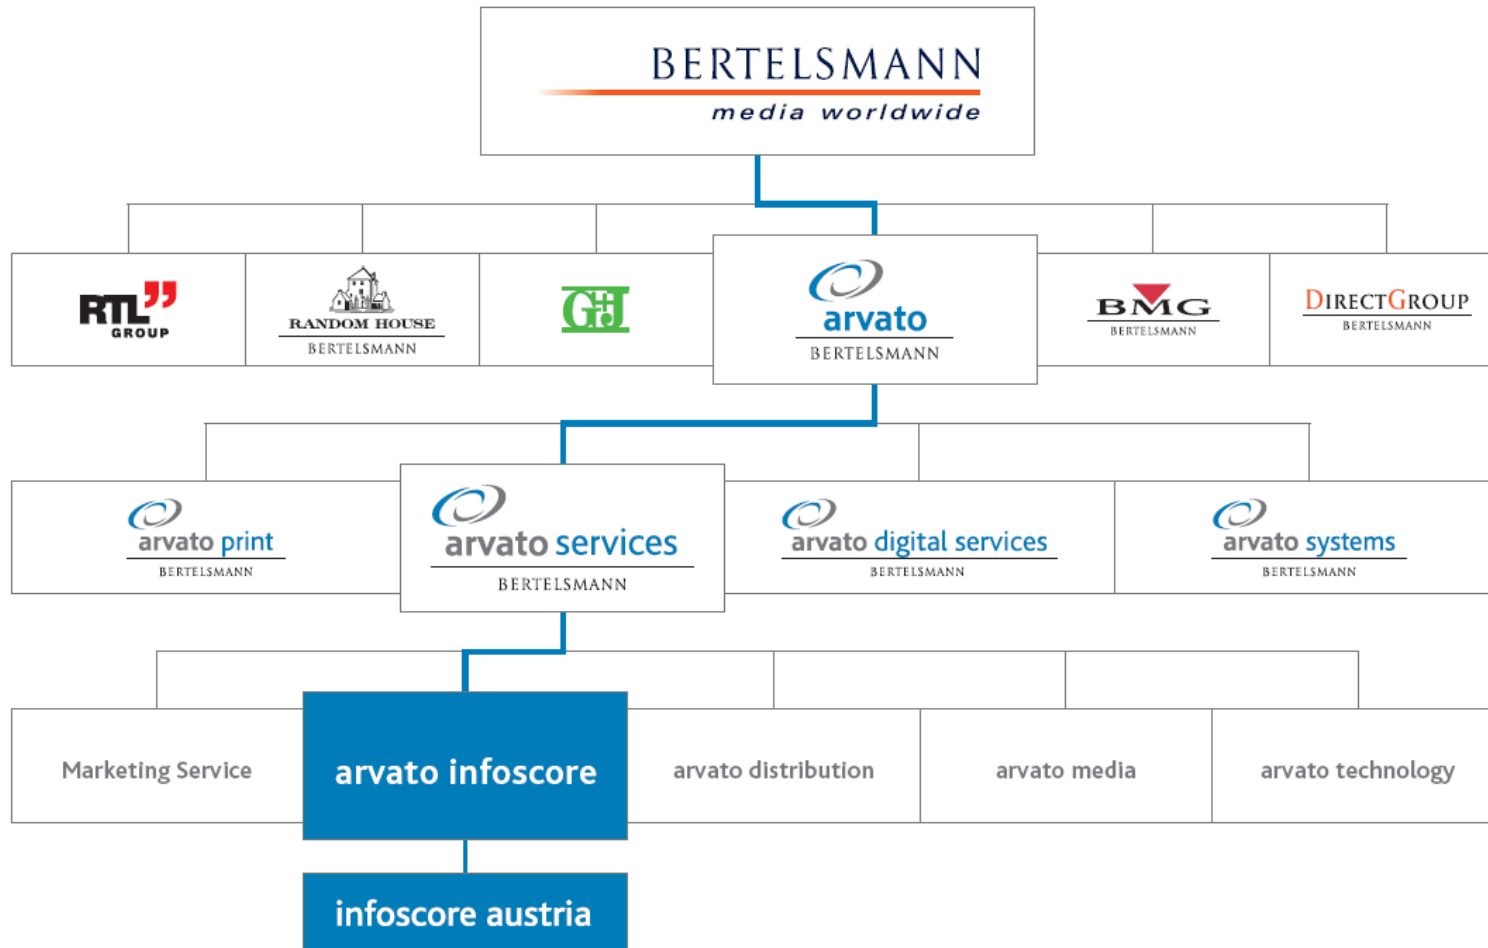 BERTELSMANN
media worldwide
RTL
GROUP
RANDOM HOUSE
BERTELSMANN
G+J
arvato
BERTELSMANN
BMG
BERTELSMANN
DIRECTGROUP
BERTELSMANN
arvato print
BERTELSMANN
arvato services
BERTELSMANN
arvato digital services
BERTELSMANN
arvato systems
BERTELSMANN
Marketing Service
arvato infoscore
arvato distribution
arvato media
arvato technology
infoscore austria